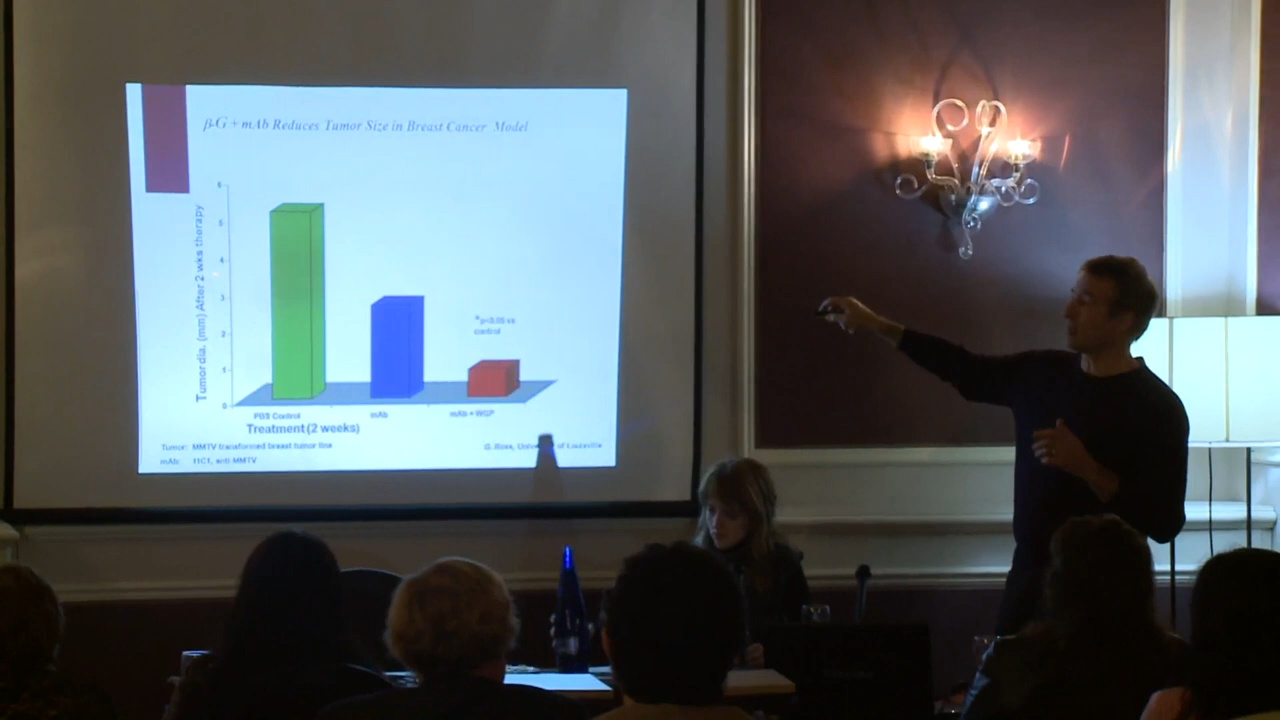 β-G + mAb Reduces Tumor Size in Breast Cancer Model
Tumor dia. (mm) After 2 wks therapy
6
5
4
3
2
1
0
*p<0.05 vs
control
PBS Control
mAb
mAb + WGP
Treatment (2 weeks)
Tumor: MMTV transformed breast tumor line
G. Ross, of Louisville
mAb: 11C1, anti-MMTV